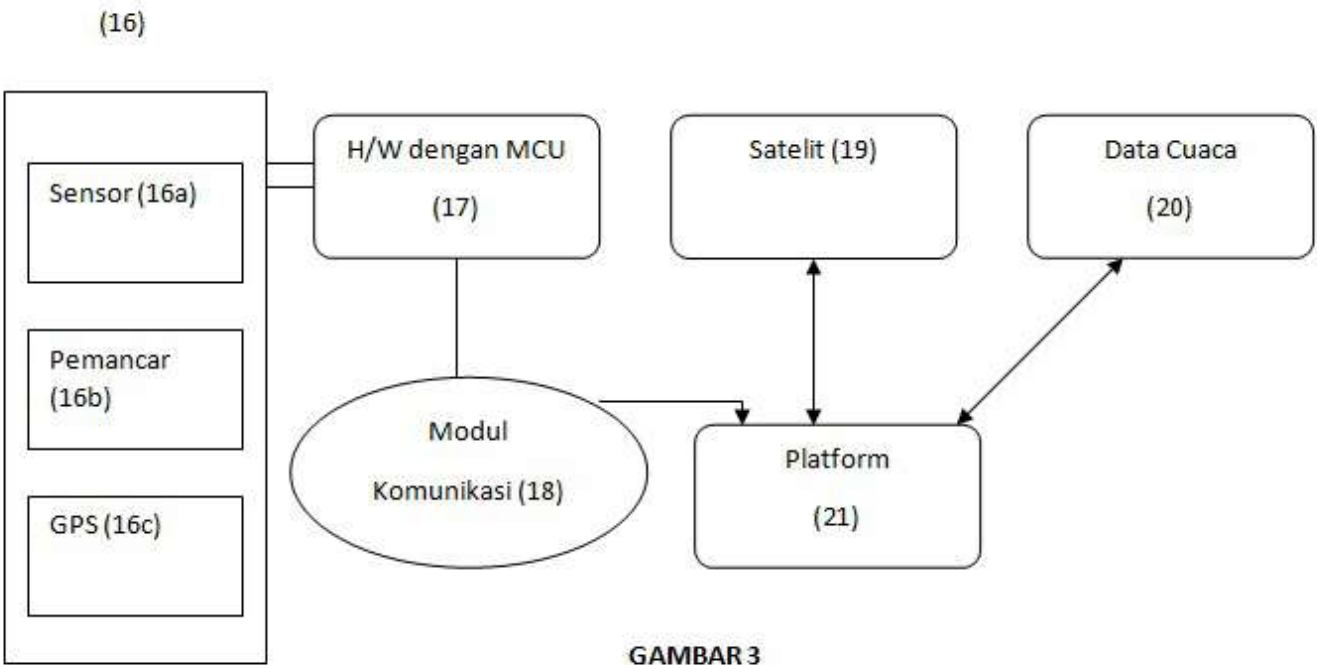 (16)
Sensor (16a)
Pemancar
(16b)
GPS (16c)
H/W dengan MCU
(17)
Satelit (19)
Data Cuaca
(20)
Modul
Komunikasi (18)
Platform
(21)
GAMBAR 3